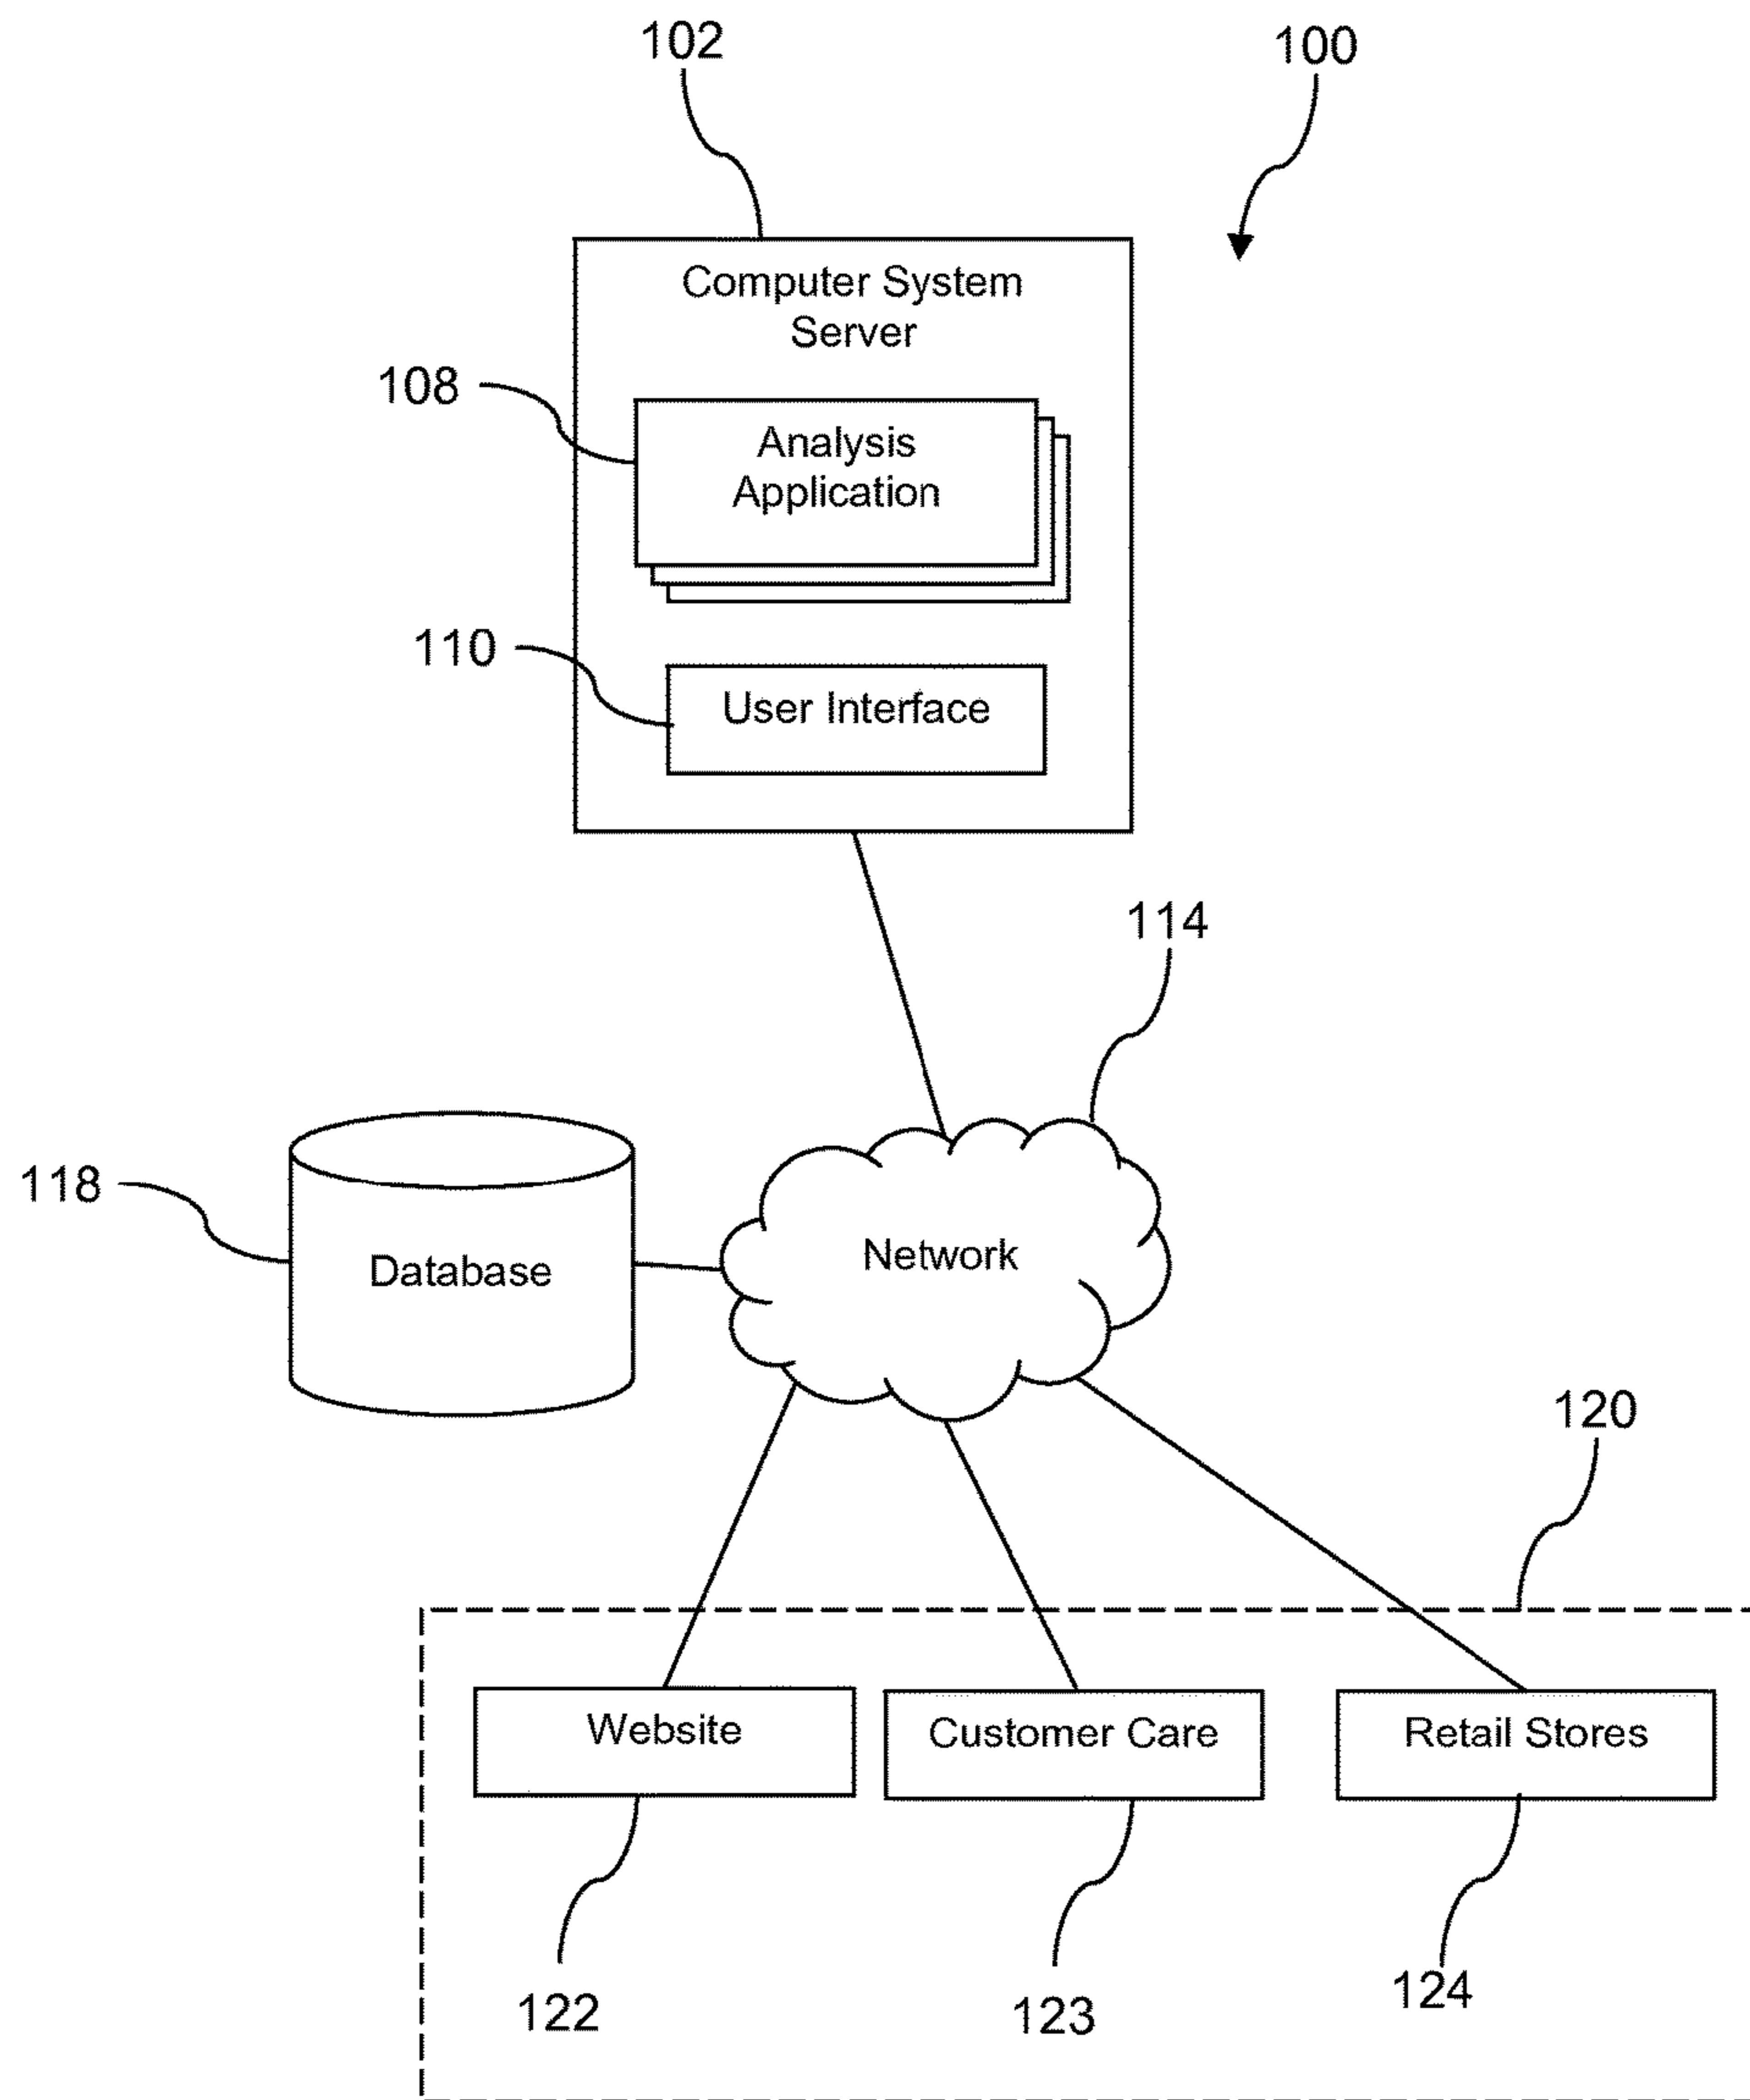 102
100
Computer System
Server
108
Analysis
Application
110
User Interface
114
118
Database
Network
120
Website
Customer Care
Retail Stores
122
123
124